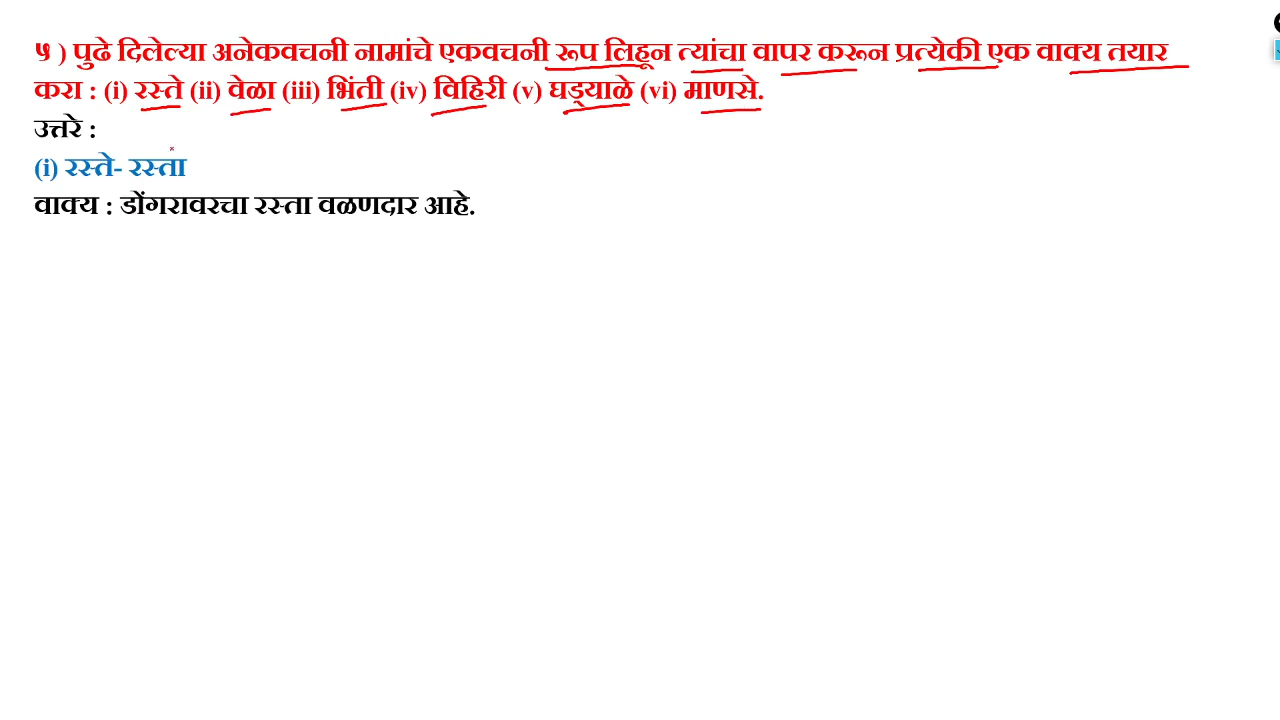 ५ ) पुढे दिलेल्या अनेकवचनी नामांचे एकवचनी रूप लिहून त्यांचा वापर करून प्रत्येकी एक वाक्य तयार
करा : (i) रस्ते (ii) वेळा (iii) भिंती (iv) विहिरी (v) घड्याळे (vi) माणसे.
उत्तरे :
(i) रस्ते- रस्ता
वाक्य : डोंगरावरचा रस्ता वळणदार आहे.